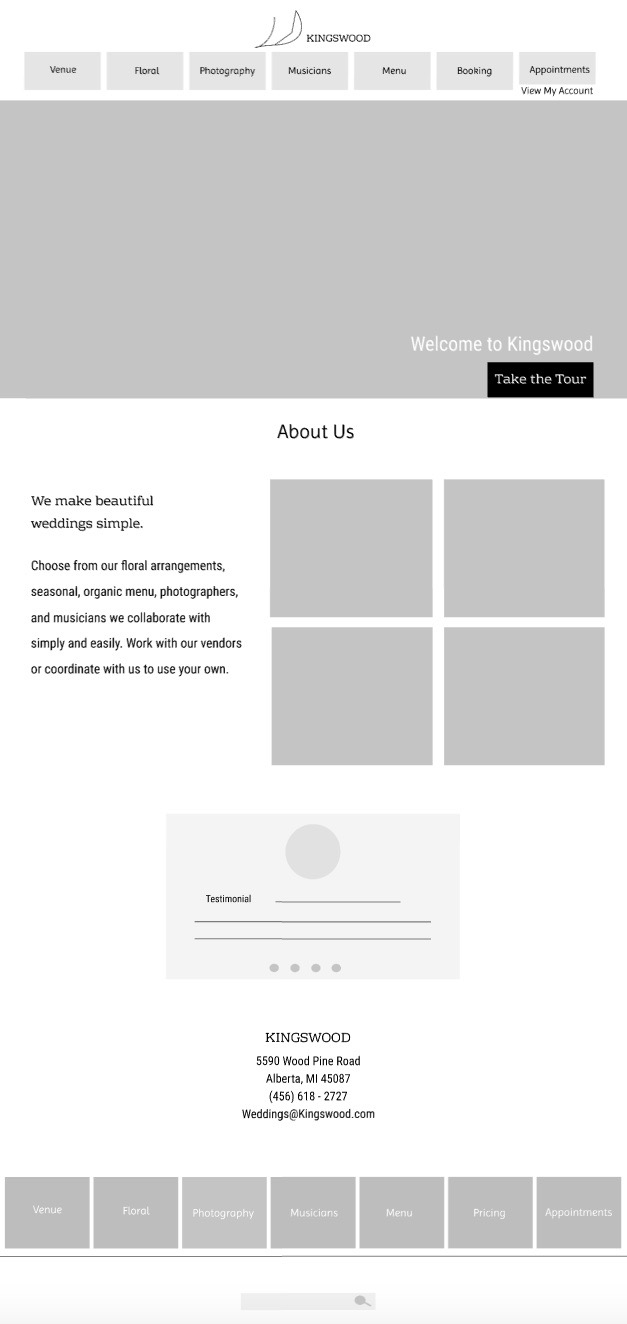 KINGSWOOD
Venue Floral Photography Musicians Menu Booking Appointments
View My Account
Welcome to Kingswood
Take the Tour
About Us
We make beautiful
weddings simple.
Choose from our floral arrangements,
seasonal, organic menu, photographers,
and musicians we collaborate with
simply and easily. Work with our vendors
or coordinate with us to use your own.
Testimonial
KINGSWOOD
5590 Wood Pine Road
Alberta, MI 45087
(456) 618 - 2727
Weddings@Kingswood.com
Venue Floral Photography Musicians Menu Pricing Appointments